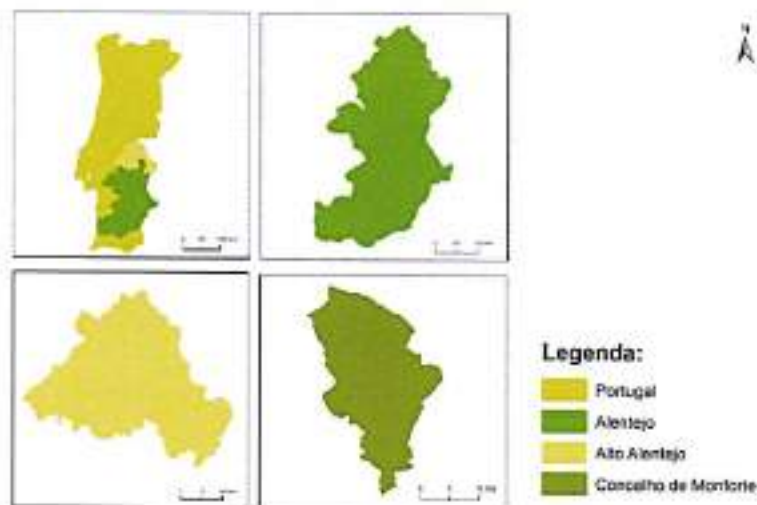 N
Legenda:
Portugal
Alentejo
Alto Alentejo
Concelho de Monforte